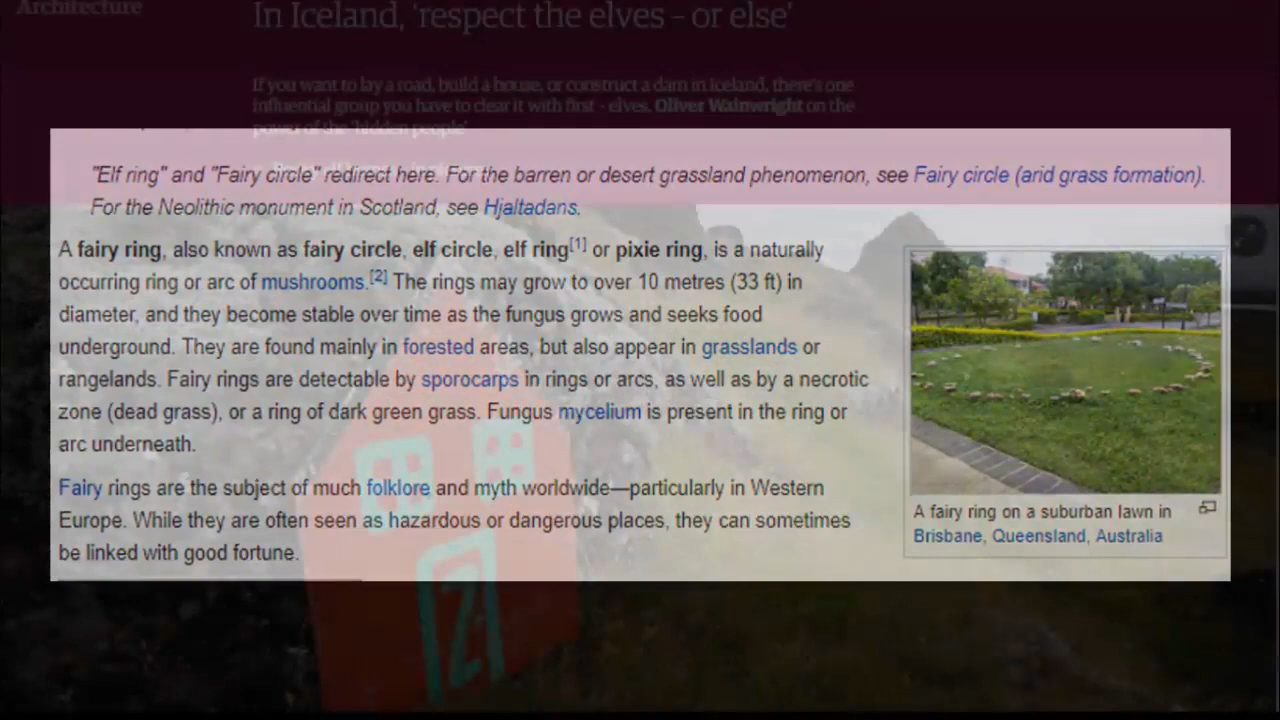 Architecture
In Iceland, 'respect the elves – or else'
If you want to lay a road, build a house, or construct a dam in Iceland, there's one
influential group you have to clear it with first – elves. Oliver Wainwright on the
power of the 'hidden people'
"Elf ring" and "Fairy circle" redirect here. For the barren or desert grassland phenomenon, see Fairy circle (arid grass formation).
For the Neolithic monument in Scotland, see Hjaltadans.
A fairy ring, also known as fairy circle, elf circle, elf ring[1] or pixie ring, is a naturally
occurring ring or arc of mushrooms.[2] The rings may grow to over 10 metres (33 ft) in
diameter, and they become stable over time as the fungus grows and seeks food
underground. They are found mainly in forested areas, but also appear in grasslands or
rangelands. Fairy rings are detectable by sporocarps in rings or arcs, as well as by a necrotic
zone (dead grass), or a ring of dark green grass. Fungus mycelium is present in the ring or
arc underneath.
Fairy rings are the subject of much folklore and myth worldwide—particularly in Western
Europe. While they are often seen as hazardous or dangerous places, they can sometimes
be linked with good fortune.
A fairy ring on a suburban lawn in
Brisbane, Queensland, Australia